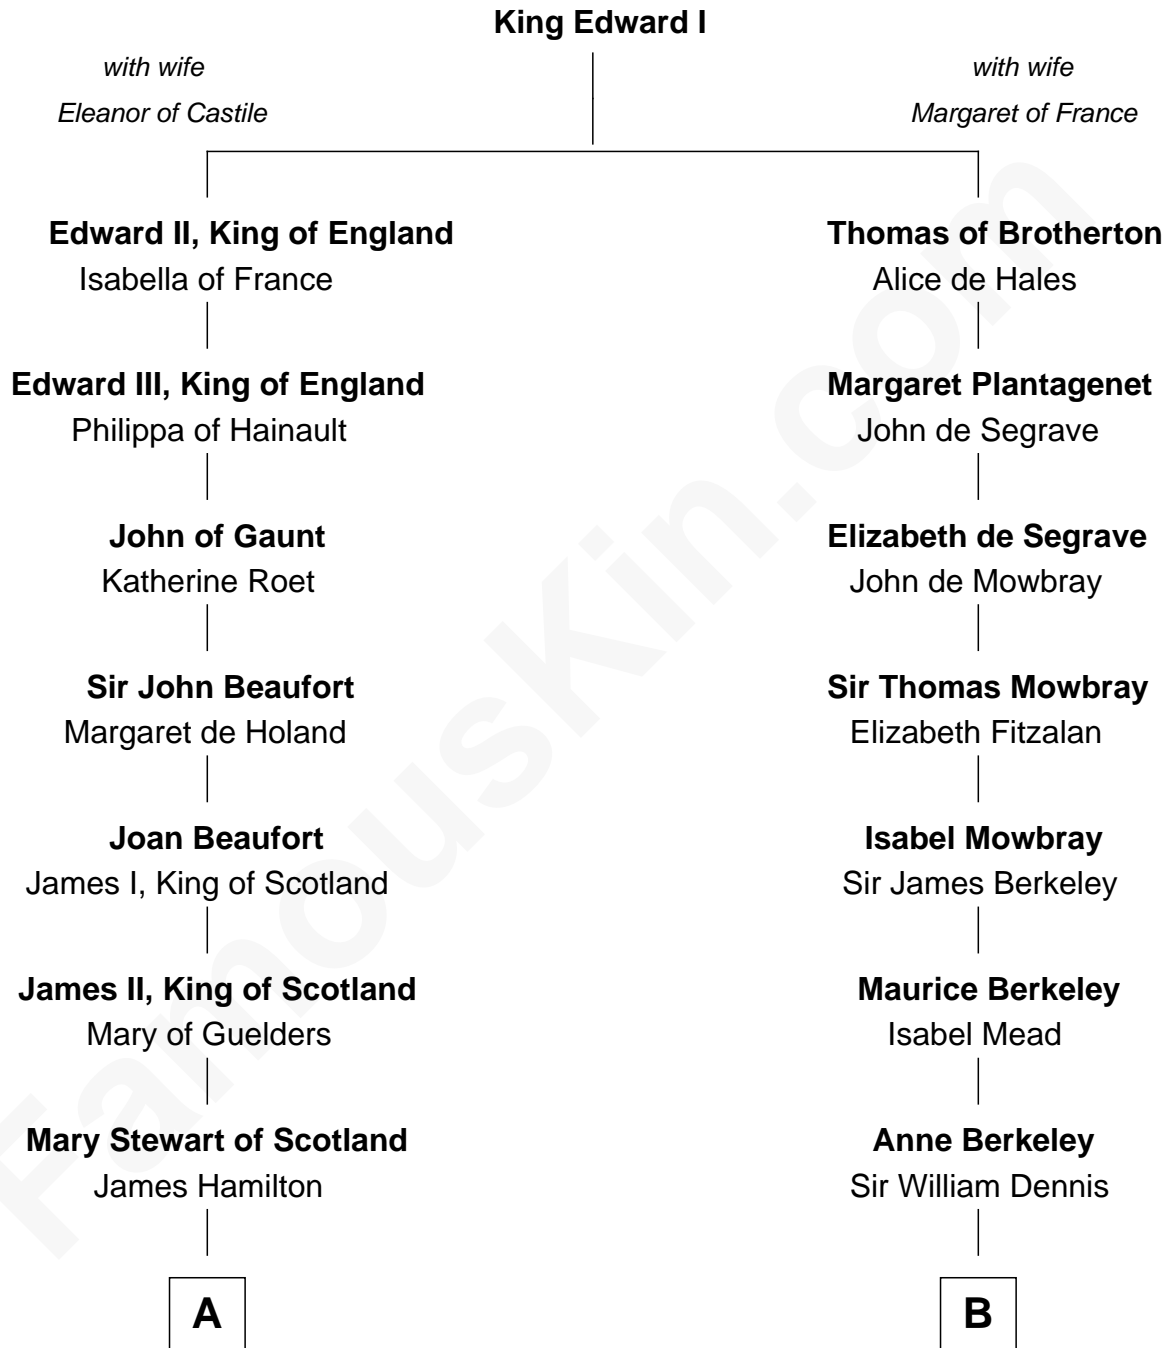 King Edward I
with wife
Eleanor of Castile
with wife
Margaret of France
Edward II, King of England
Isabella of France
Thomas of Brotherton
Alice de Hales
Edward III, King of England
Philippa of Hainault
Margaret Plantagenet
John de Segrave
John of Gaunt
Katherine Roet
Elizabeth de Segrave
John de Mowbray
Sir John Beaufort
Margaret de Holand
Sir Thomas Mowbray
Elizabeth Fitzalan
Joan Beaufort
James I, King of Scotland
Isabel Mowbray
Sir James Berkeley
James II, King of Scotland
Mary of Guelders
Maurice Berkeley
Isabel Mead
Mary Stewart of Scotland
James Hamilton
Anne Berkeley
Sir William Dennis
A
B
FamousKin.com